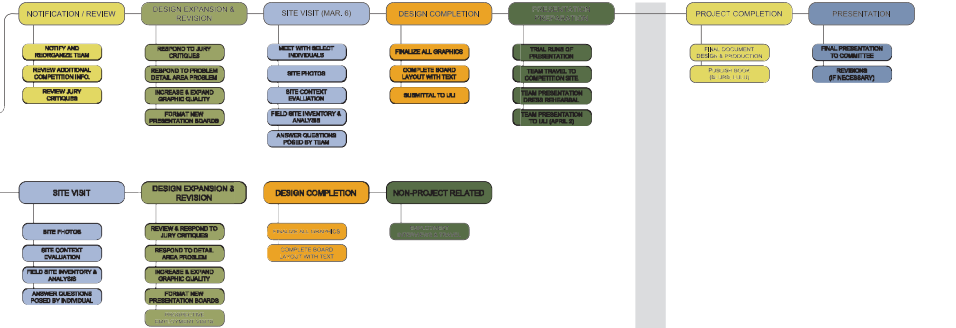 NOTIFICATION / REVIEW
NOTIFY AND
REORGANIZE TEAM
REVIEW ADDITIONAL
COMPETITION INFO.
REVIEW JURY
CRITIQUES
DESIGN EXPANSION &
REVISION
RESPOND TO JURY
CRITIQUES
RESPOND TO PROBLEM
DETAIL AREA PROBLEM
INCREASE & EXPAND
GRAPHIC QUALITY
FORMAT NEW
PRESENTATION BOARDS
SITE VISIT (MAR. 6)
MEET WITH SELECT
INDIVIDUALS
SITE PHOTOS
SITE CONTEXT
EVALUATION
FIELD SITE INVENTORY &
ANALYSIS
ANSWER QUESTIONS
POSED BY TEAM
DESIGN COMPLETION
FINALIZE ALL GRAPHICS
COMPLETE BOARD
LAYOUT WITH TEXT
SUBMITTAL TO ULI
PRESENTATION
TRIAL RUNS OF
PRESENTATION
TEAM TRAVEL TO
COMPETITION SITE
TEAM PRESENTATION
DRESS REHEARSAL
TEAM PRESENTATION
TO ULI (APRIL 2)
PROJECT COMPLETION
FINAL DOCUMENT
DESIGN & PRODUCTION
PUBLISH BOOK
PRESENTATION
FINAL PRESENTATION
TO COMMITTEE
REVISIONS
(IF NECESSARY)
SITE VISIT
SITE PHOTOS
SITE CONTEXT
EVALUATION
FIELD SITE INVENTORY &
ANALYSIS
ANSWER QUESTIONS
POSED BY INDIVIDUAL
DESIGN EXPANSION &
REVISION
REVIEW & RESPOND TO
JURY CRITIQUES
RESPOND TO DETAIL
AREA PROBLEM
INCREASE & EXPAND
GRAPHIC QUALITY
FORMAT NEW
PRESENTATION BOARDS
DESIGN COMPLETION
FINALIZE ALL GRAPHICS
COMPLETE BOARD
LAYOUT WITH TEXT
NON-PROJECT RELATED